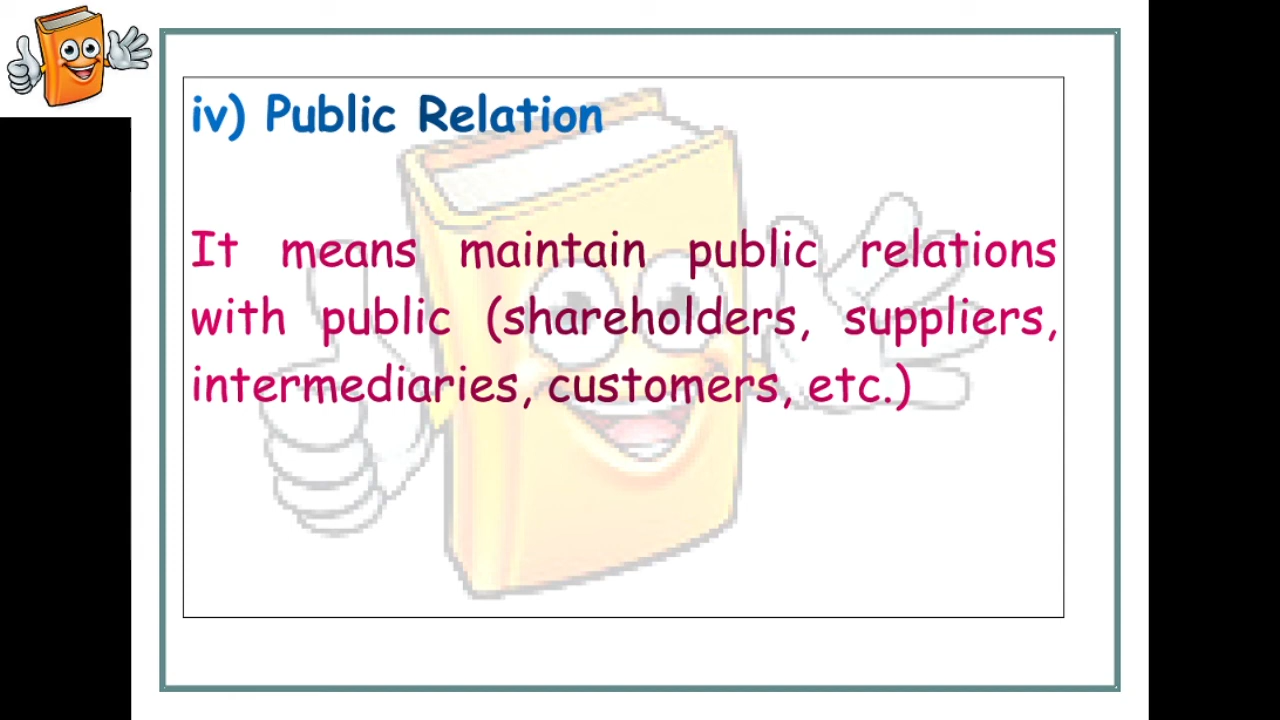 iv) Public Relation
It means maintain public relations
with public (shareholders, suppliers,
intermediaries, customers, etc.)